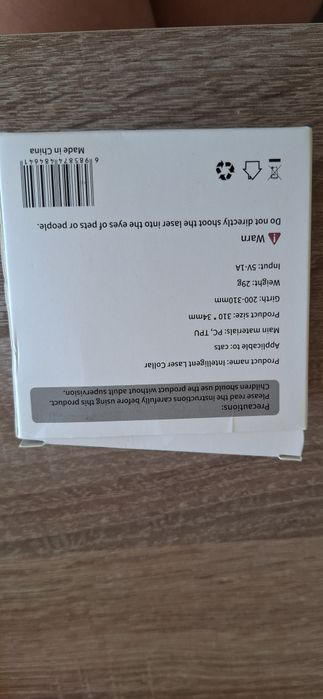 Precautions:
Please read the instructions carefully before using this product.
Children should use the product without adult supervision.
Product name: Intelligent Laser Collar
Applicable to: cats
Main materials: PC, TPU
Product size: 310 * 34mm
Girth: 200-310mm
Weight: 29g
Input: 5V-1A
Warn
Do not directly shoot the laser into the eyes of pets or people.
6 985874 484641
Made in China